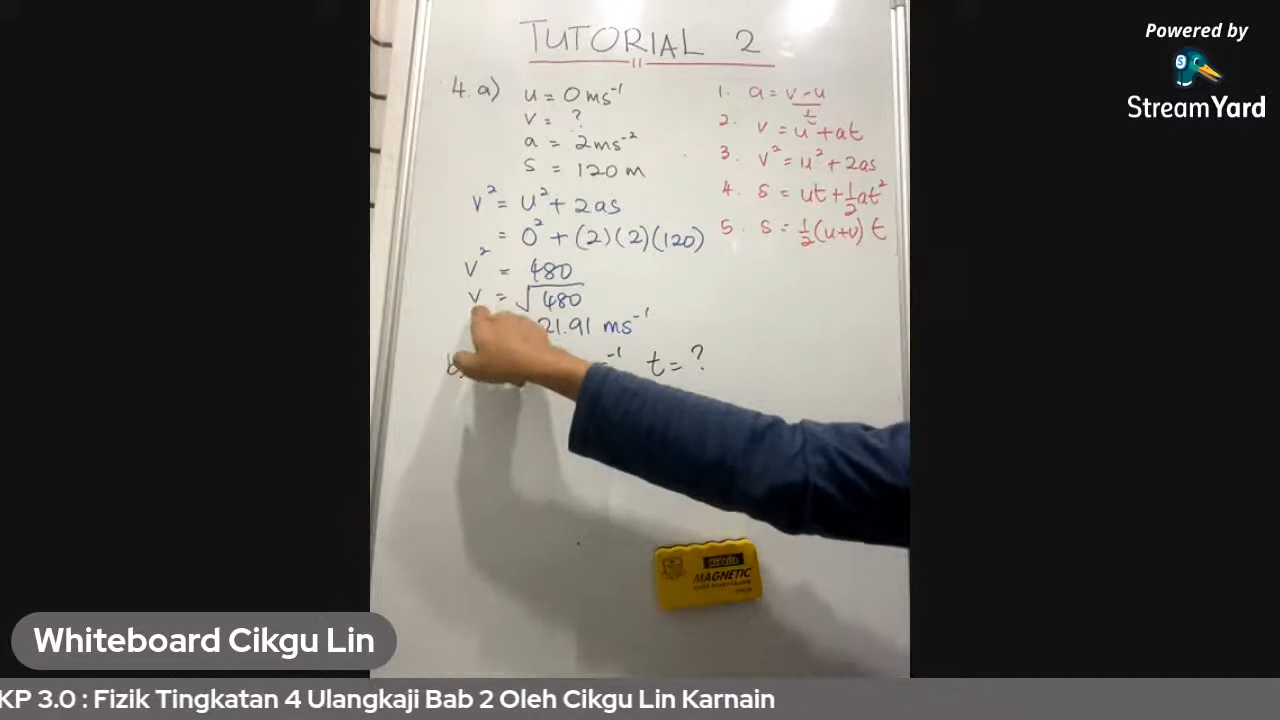 Powered by
StreamYard
TUTORIAL 2
4. a) u = 0 ms⁻¹
v = ?
a = 2 ms⁻²
s = 120 m
v² = u² + 2as
= 0² + (2)(2)(120)
v² = 480
v = √480
21.91 ms⁻¹
b) ⁻¹ t = ?
1. a = v - u / t
2. v = u + at
3. v² = u² + 2as
4. s = ut + ½at²
5. s = ½(u+v) t
MAGNETIC
Whiteboard Cikgu Lin
KP 3.0 : Fizik Tingkatan 4 Ulangkaji Bab 2 Oleh Cikgu Lin Karnain